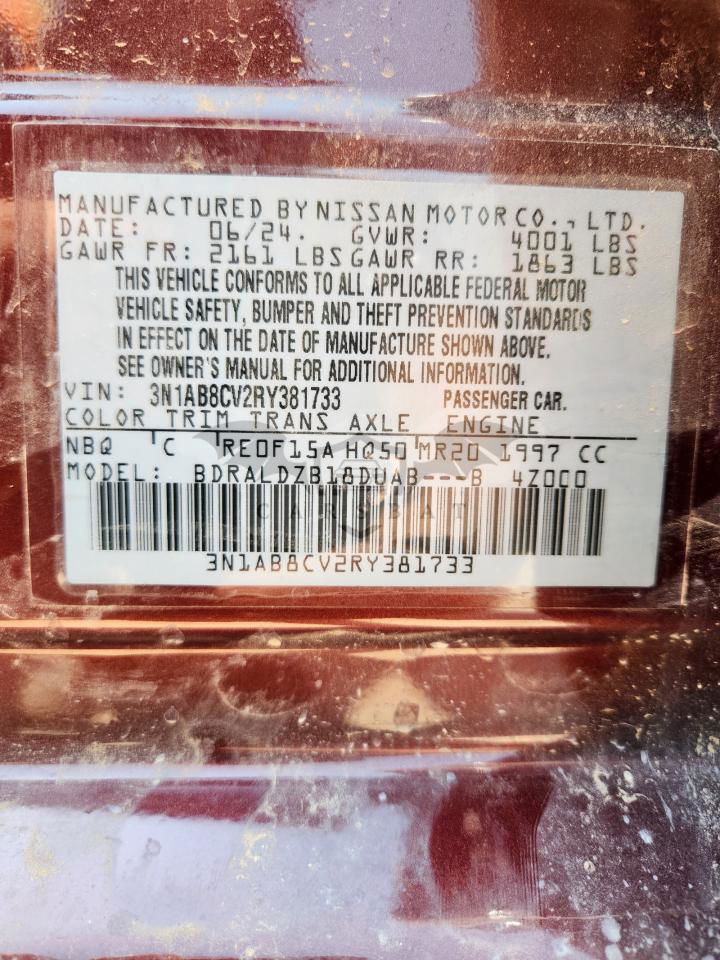 MANUFACTURED BY NISSAN MOTOR CO., LTD.
DATE: 06/24. GVWR: 4001 LBS
GAWR FR: 2161 LBS GAWR RR: 1863 LBS
THIS VEHICLE CONFORMS TO ALL APPLICABLE FEDERAL MOTOR
VEHICLE SAFETY, BUMPER AND THEFT PREVENTION STANDARDS
IN EFFECT ON THE DATE OF MANUFACTURE SHOWN ABOVE.
SEE OWNER'S MANUAL FOR ADDITIONAL INFORMATION.
VIN: 3N1AB8CV2RY381733 PASSENGER CAR.
COLOR TRIM TRANS AXLE ENGINE
NBQ C RE0F15A HQ50 MR20 1997 CC
MODEL: BDRALDZB18DUAB---B 4Z000
CARSBAT
3N1AB8CV2RY381733